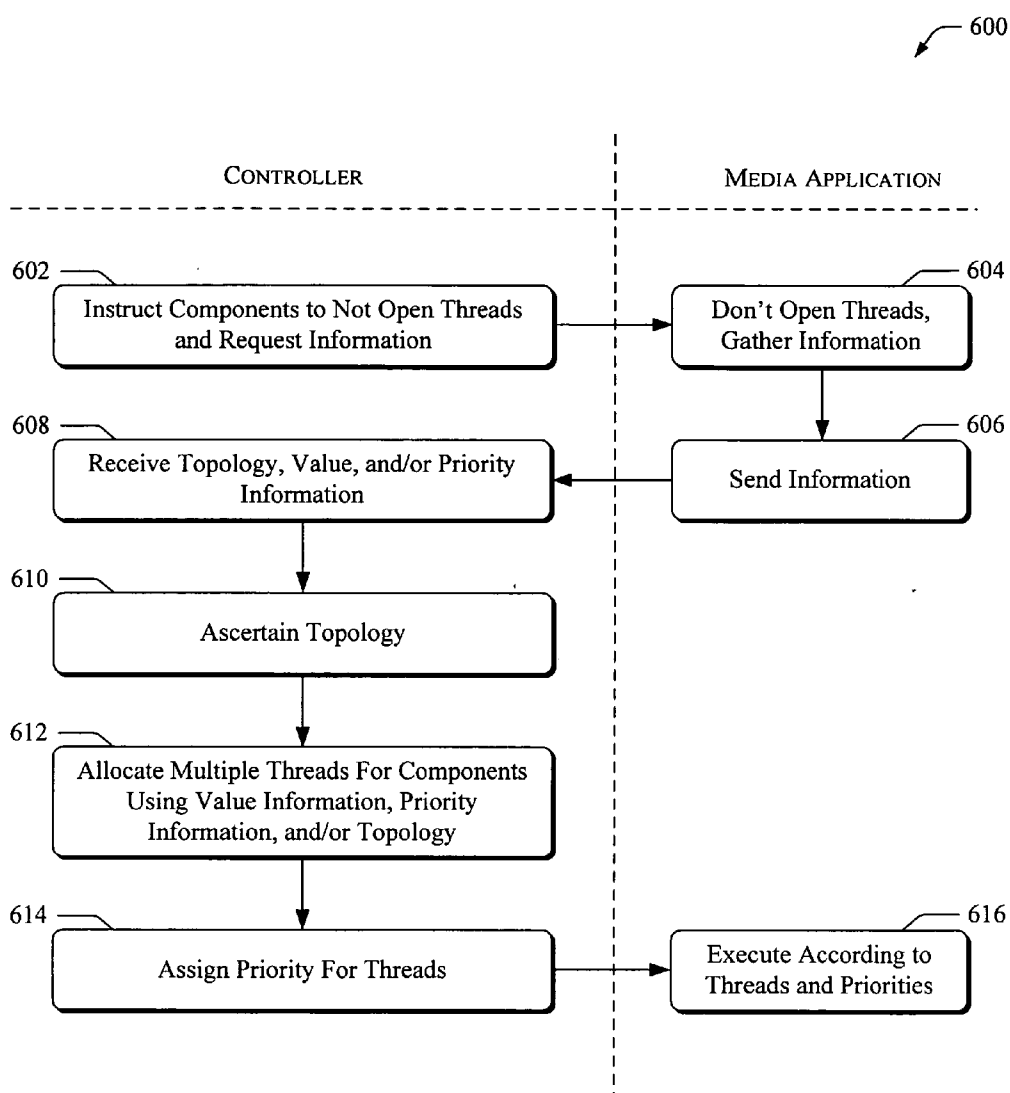 600
CONTROLLER
MEDIA APPLICATION
602
Instruct Components to Not Open Threads
and Request Information
604
Don't Open Threads,
Gather Information
608
Receive Topology, Value, and/or Priority
Information
606
Send Information
610
Ascertain Topology
612
Allocate Multiple Threads For Components
Using Value Information, Priority
Information, and/or Topology
614
Assign Priority For Threads
616
Execute According to
Threads and Priorities